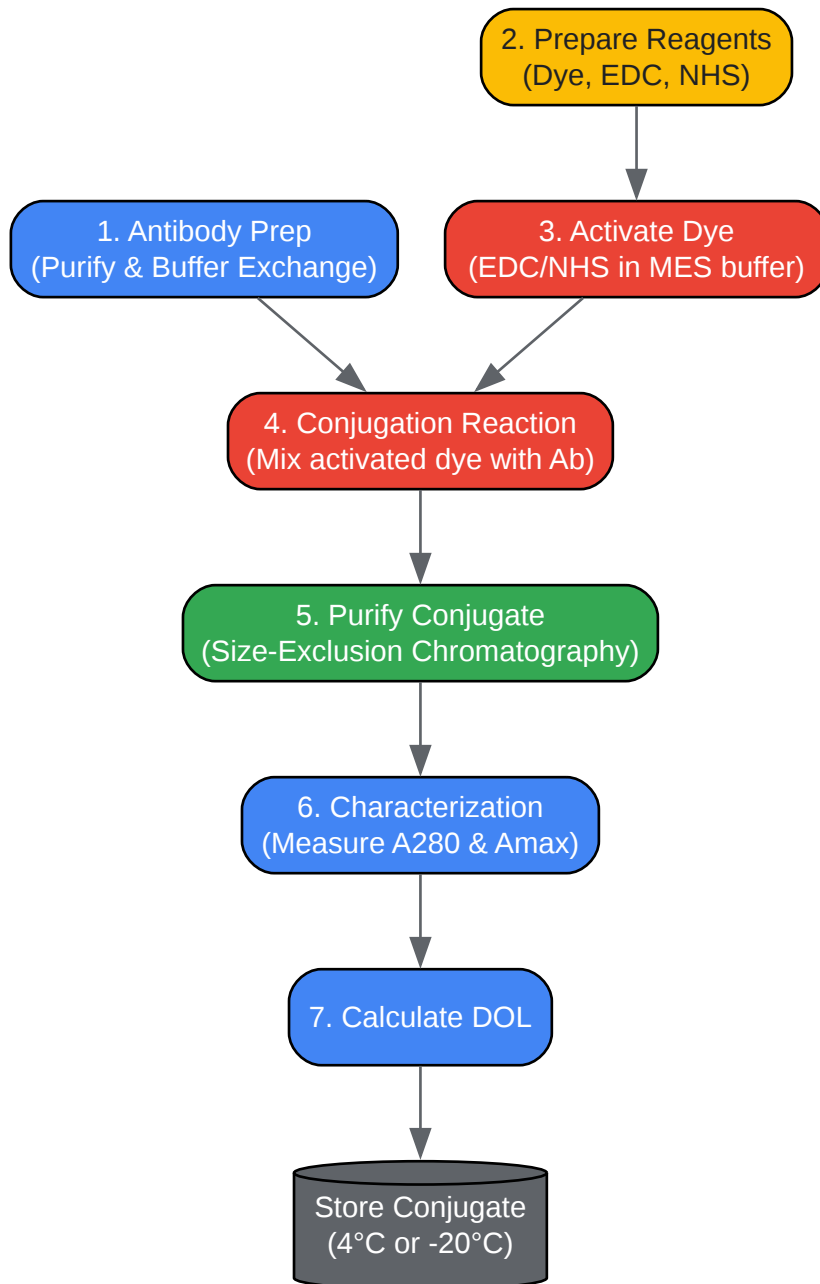 2. Prepare Reagents
(Dye, EDC, NHS)
1. Antibody Prep
(Purify & Buffer Exchange)
3. Activate Dye
(EDC/NHS in MES buffer)
4. Conjugation Reaction
(Mix activated dye with Ab)
5. Purify Conjugate
(Size-Exclusion Chromatography)
6. Characterization
(Measure A280 & Amax)
7. Calculate DOL
Store Conjugate
(4°C or -20°C)